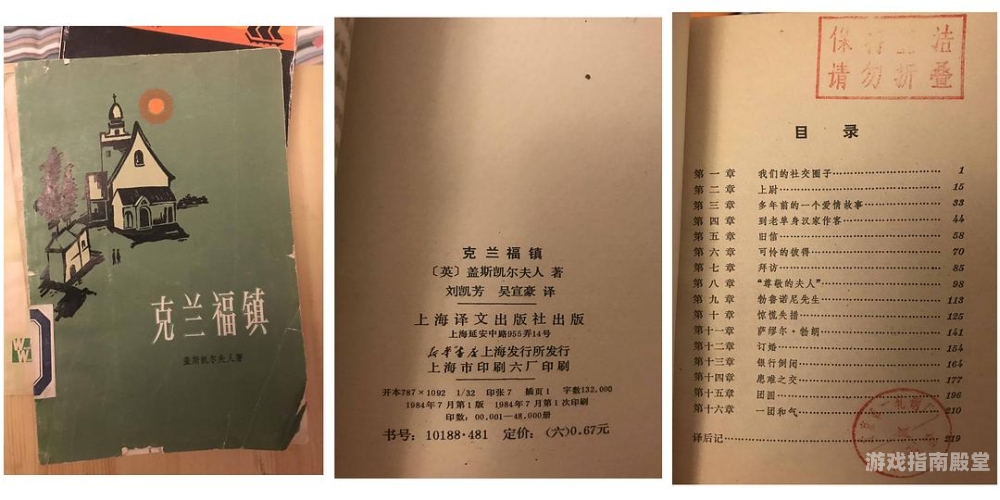 克兰福镇
盖斯凯尔夫人著
克兰福镇
〔英〕盖斯凯尔夫人 著
刘凯芳 吴宣豪 译
上海译文出版社出版
上海延安中路955弄14号
新华书店上海发行所发行
上海市印刷六厂印刷
开本787×1092 1/32 印张7 插页1 字数132,000
1984年7月第1版 1984年7月第1次印刷
印数:00,001—48,000册
书号:10188·481 定价:(六)0.67元
保持 洁
请勿折叠
目录
第一章 我们的社交圈子 1
第二章 上尉 15
第三章 多年前的一个爱情故事 33
第四章 到老单身汉家作客 44
第五章 旧信 58
第六章 可怜的彼得 70
第七章 拜访 85
第八章 “尊敬的夫人” 98
第九章 勃鲁诺尼先生 113
第十章 惊慌失措 125
第十一章 萨缪尔·勃朗 141
第十二章 订婚 154
第十三章 银行倒闭 164
第十四章 患难之交 177
第十五章 团圆 196
第十六章 一团和气 210
译后记 219
游戏指南殿堂